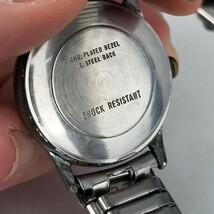 CHR. PLATED BEZEL
S. STEEL BACK
SHOCK RESISTANT